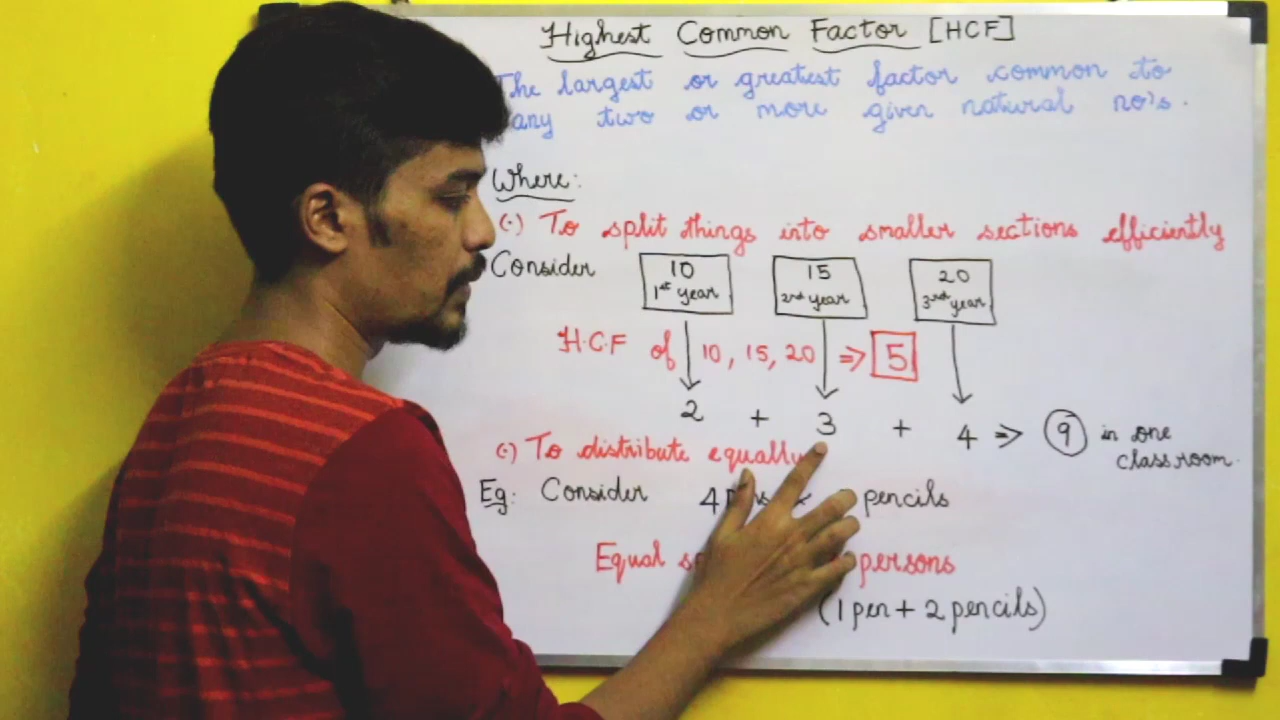 Highest Common Factor [HCF]
The largest or greatest factor common to
any two or more given natural no's.
Where:
(·) To split things into smaller sections efficiently
Consider
10
1st year
15
2nd year
20
3rd year
H.C.F of 10, 15, 20 => 5
2 + 3 + 4 => 9 in one
classroom.
(·) To distribute equally
Eg: Consider 4 pencils
Equal persons
(1 pen + 2 pencils)